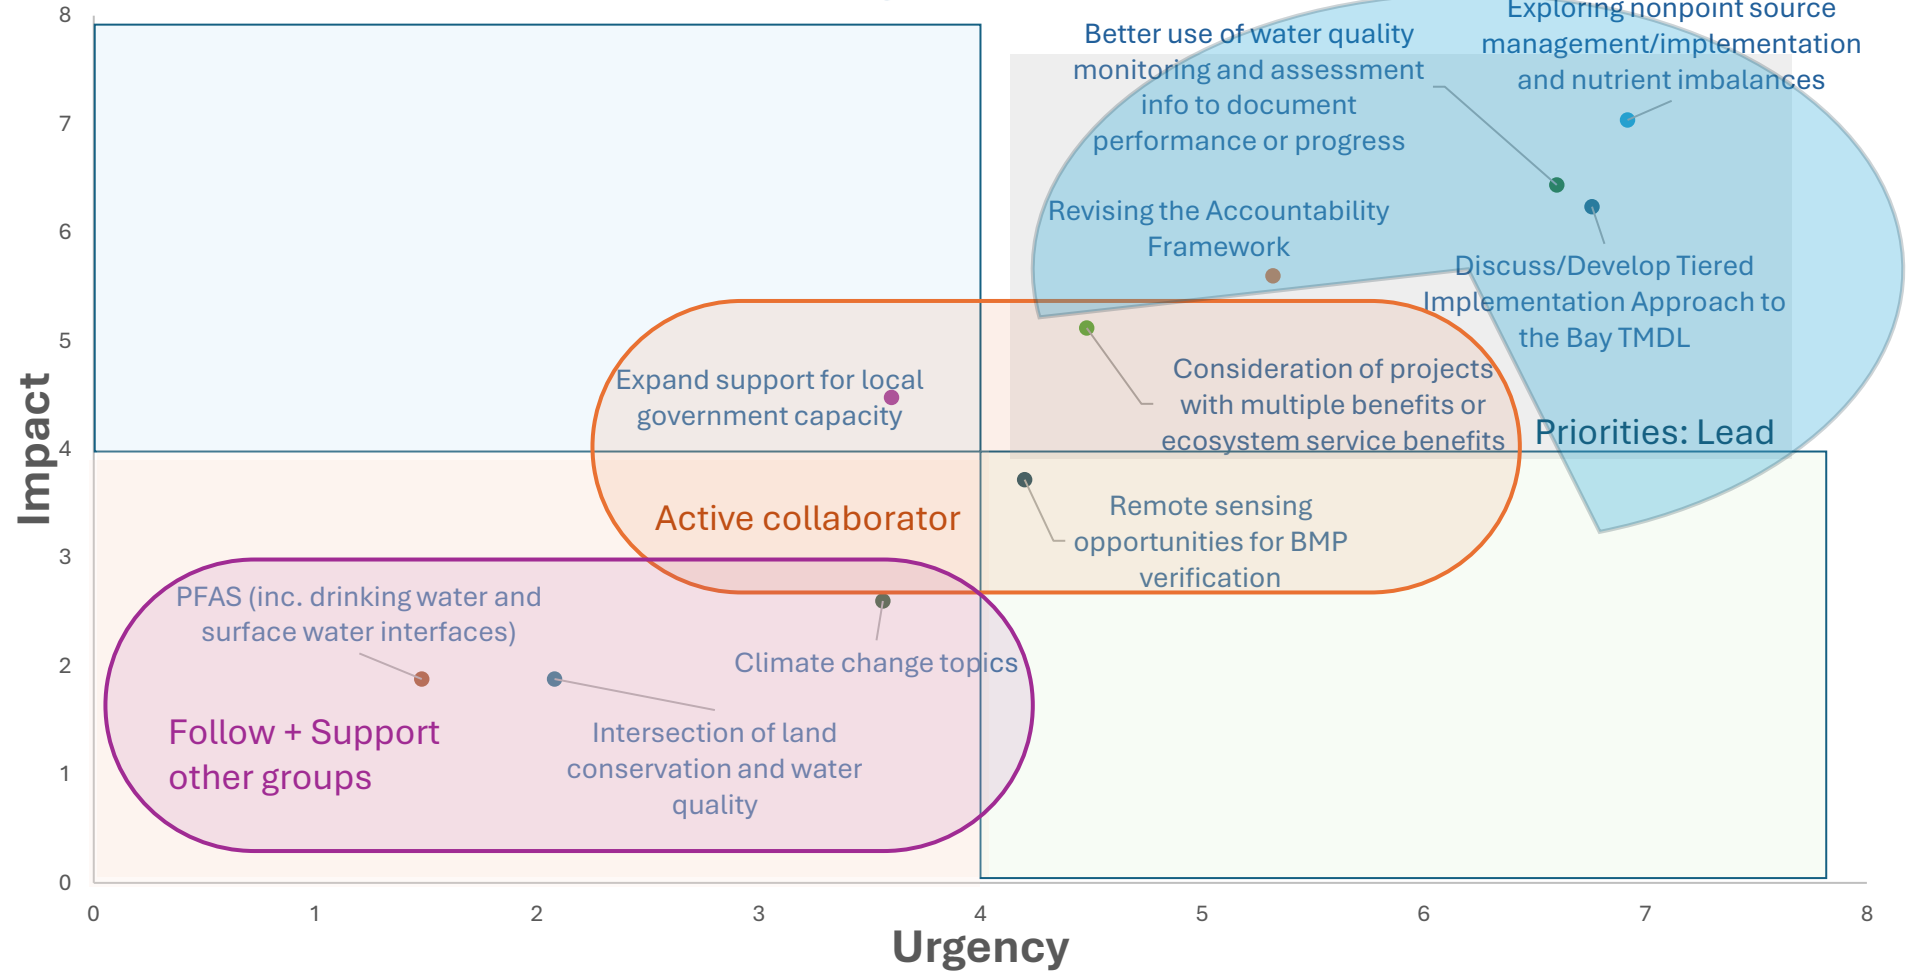 8
7
6
5
4
3
2
1
0
Impact
Better use of water quality
monitoring and assessment
info to document
performance or progress
Exploring nonpoint source
management/implementation
and nutrient imbalances
Revising the Accountability
Framework
Discuss/Develop Tiered
Implementation Approach to
the Bay TMDL
Expand support for local
government capacity
Consideration of projects
with multiple benefits or
ecosystem service benefits
Priorities: Lead
Active collaborator
Remote sensing
opportunities for BMP
verification
PFAS (inc. drinking water and
surface water interfaces)
Climate change topics
Follow + Support
other groups
Intersection of land
conservation and water
quality
0 1 2 3 4 5 6 7 8
Urgency